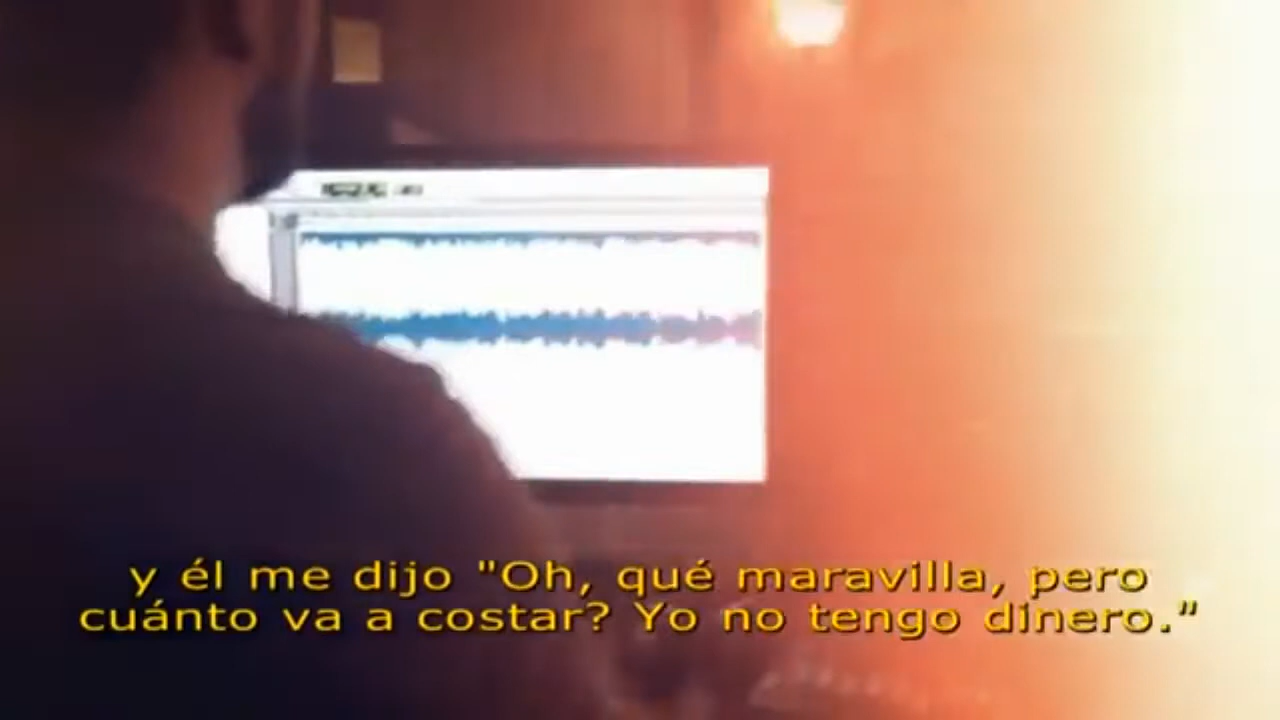 y él me dijo "Oh, qué maravilla, pero
cuánto va a costar? Yo no tengo dinero."